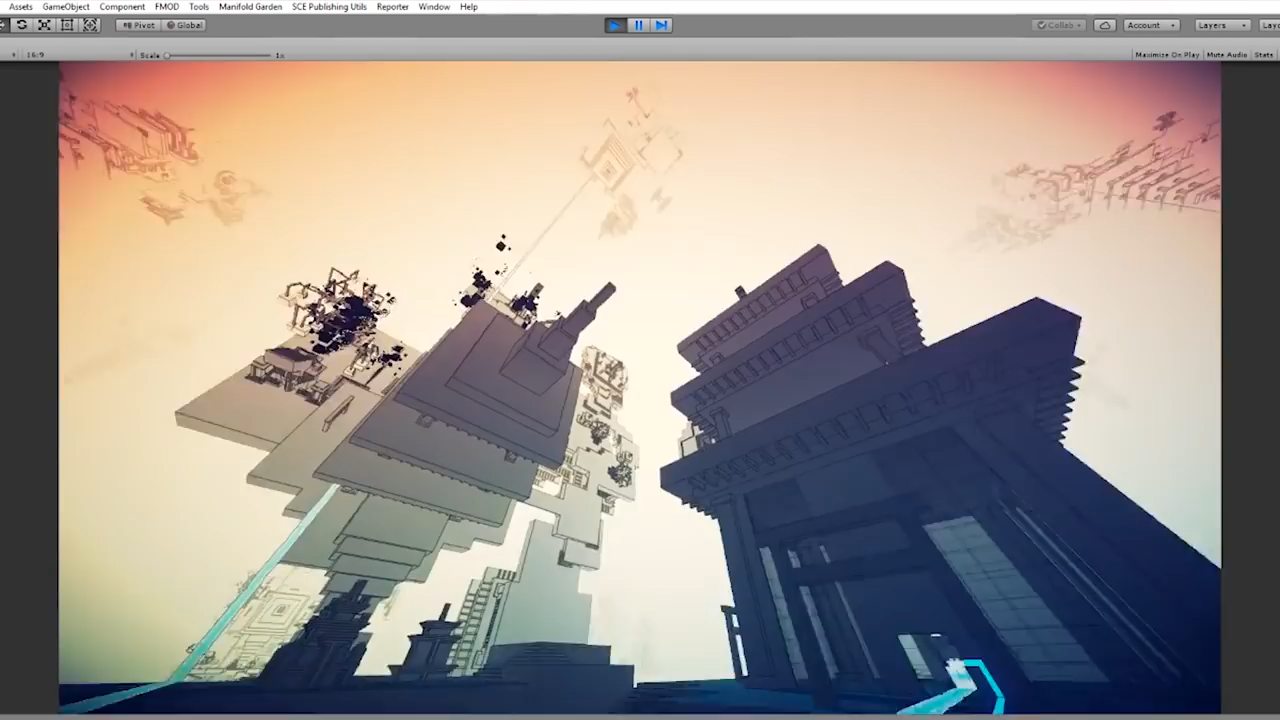 Assets GameObject Component FMOD Tools Manifold Garden SCE Publishing Utils Reporter Window Help
Pivot Global Collab Account Layers
16:9 Scale 1x Maximize On Play Mute Audio Stats